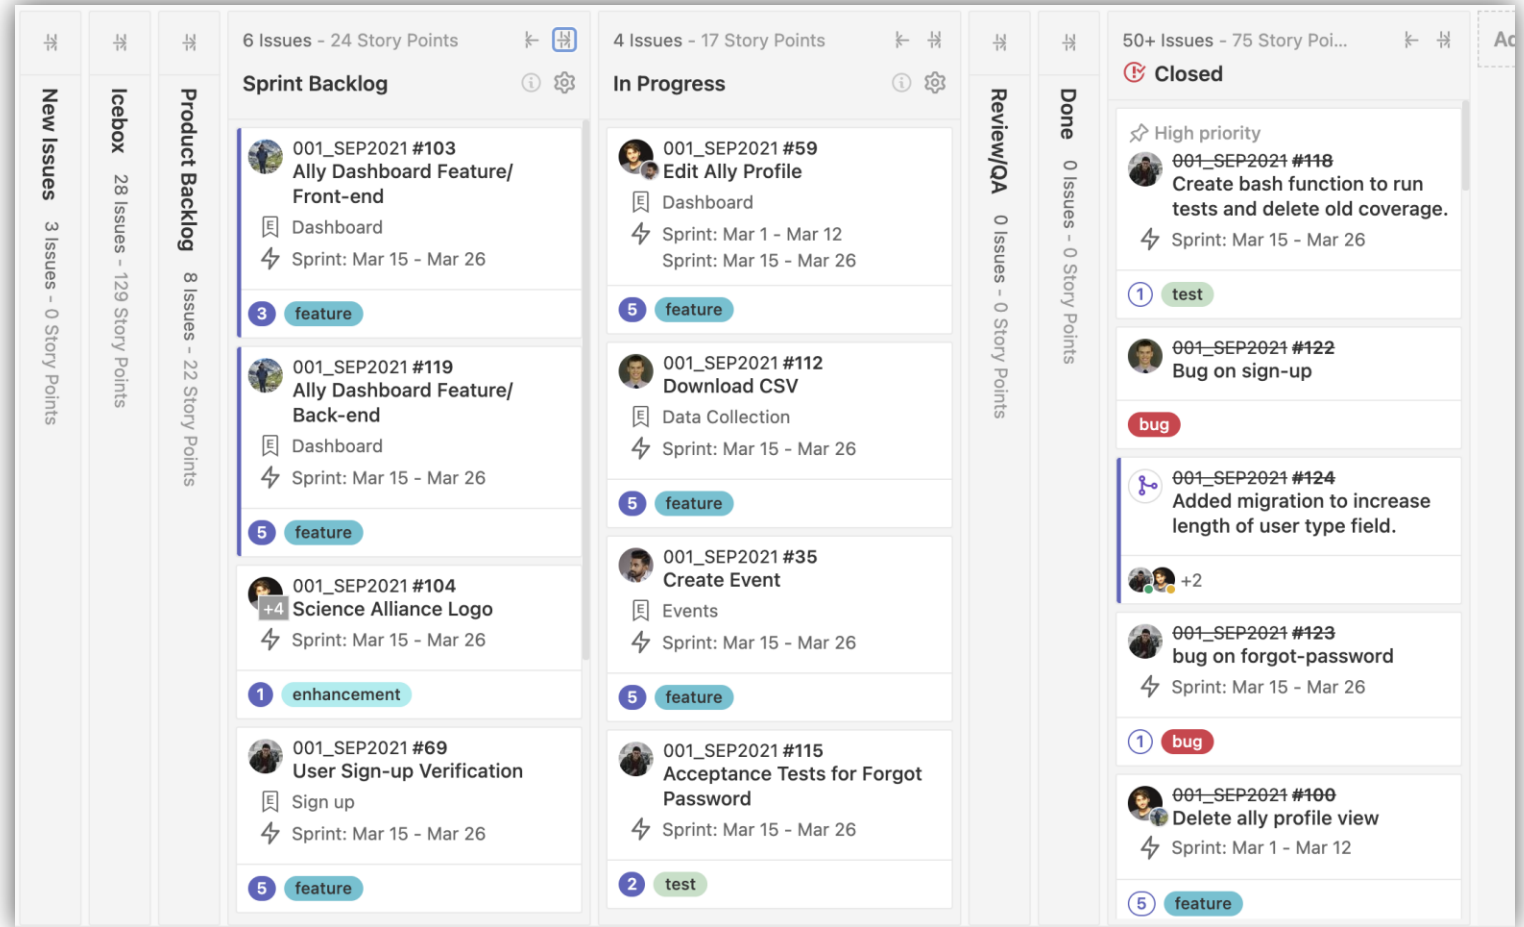 New Issues 3 Issues - 0 Story Points
Icebox 28 Issues - 129 Story Points
Product Backlog 8 Issues - 22 Story Points
6 Issues - 24 Story Points
Sprint Backlog
001_SEP2021 #103
Ally Dashboard Feature/
Front-end
E Dashboard
Sprint: Mar 15 - Mar 26
3 feature
001_SEP2021 #119
Ally Dashboard Feature/
Back-end
E Dashboard
Sprint: Mar 15 - Mar 26
5 feature
001_SEP2021 #104
+4 Science Alliance Logo
Sprint: Mar 15 - Mar 26
1 enhancement
001_SEP2021 #69
User Sign-up Verification
E Sign up
Sprint: Mar 15 - Mar 26
5 feature
4 Issues - 17 Story Points
In Progress
001_SEP2021 #59
Edit Ally Profile
E Dashboard
Sprint: Mar 1 - Mar 12
Sprint: Mar 15 - Mar 26
5 feature
001_SEP2021 #112
Download CSV
E Data Collection
Sprint: Mar 15 - Mar 26
5 feature
001_SEP2021 #35
Create Event
E Events
Sprint: Mar 15 - Mar 26
5 feature
001_SEP2021 #115
Acceptance Tests for Forgot
Password
Sprint: Mar 15 - Mar 26
2 test
Review/QA 0 Issues - 0 Story Points
Done 0 Issues - 0 Story Points
50+ Issues - 75 Story Poi...
Closed
High priority
001_SEP2021 #118
Create bash function to run
tests and delete old coverage.
Sprint: Mar 15 - Mar 26
1 test
001_SEP2021 #122
Bug on sign-up
bug
001_SEP2021 #124
Added migration to increase
length of user type field.
+2
001_SEP2021 #123
bug on forgot-password
Sprint: Mar 15 - Mar 26
1 bug
001_SEP2021 #100
Delete ally profile view
Sprint: Mar 1 - Mar 12
5 feature